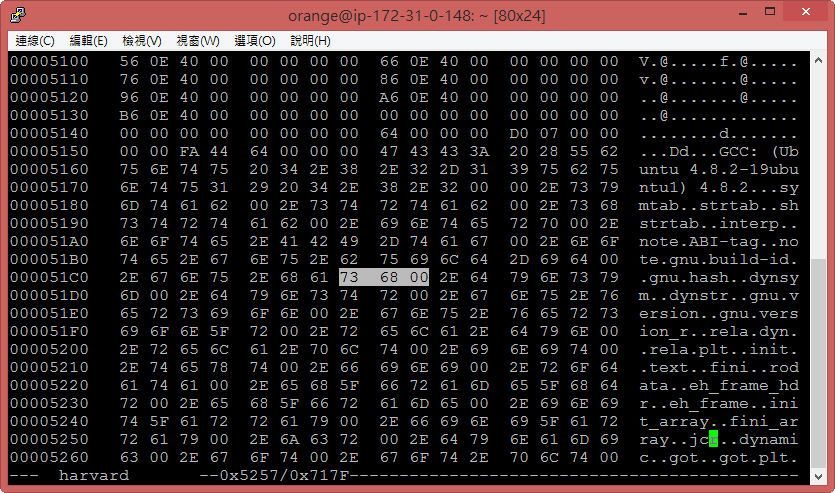 orange@ip-172-31-0-148: ~ [80x24]
連線(C) 編輯(E) 檢視(V) 視窗(W) 選項(O) 說明(H)
00005100 56 0E 40 00 00 00 00 00 66 0E 40 00 00 00 00 00 V.@.....f.@.....
00005110 76 0E 40 00 00 00 00 00 86 0E 40 00 00 00 00 00 v.@.......@.....
00005120 96 0E 40 00 00 00 00 00 A6 0E 40 00 00 00 00 00 ..@.......@.....
00005130 B6 0E 40 00 00 00 00 00 00 00 00 00 00 00 00 00 ..@.............
00005140 00 00 00 00 00 00 00 00 64 00 00 00 D0 07 00 00 ........d.......
00005150 00 00 FA 44 64 00 00 00 47 43 43 3A 20 28 55 62 ...Dd...GCC: (Ub
00005160 75 6E 74 75 20 34 2E 38 2E 32 2D 31 39 75 62 75 untu 4.8.2-19ubu
00005170 6E 74 75 31 29 20 34 2E 38 2E 32 00 00 2E 73 79 ntu1) 4.8.2...sy
00005180 6D 74 61 62 00 2E 73 74 72 74 61 62 00 2E 73 68 mtab..strtab..sh
00005190 73 74 72 74 61 62 00 2E 69 6E 74 65 72 70 00 2E strtab..interp..
000051A0 6E 6F 74 65 2E 41 42 49 2D 74 61 67 00 2E 6E 6F note.ABI-tag..no
000051B0 74 65 2E 67 6E 75 2E 62 75 69 6C 64 2D 69 64 00 te.gnu.build-id.
000051C0 2E 67 6E 75 2E 68 61 73 68 00 2E 64 79 6E 73 79 .gnu.hash..dynsy
000051D0 6D 00 2E 64 79 6E 73 74 72 00 2E 67 6E 75 2E 76 m..dynstr..gnu.v
000051E0 65 72 73 69 6F 6E 00 2E 67 6E 75 2E 76 65 72 73 ersion..gnu.vers
000051F0 69 6F 6E 5F 72 00 2E 72 65 6C 61 2E 64 79 6E 00 ion_r..rela.dyn.
00005200 2E 72 65 6C 61 2E 70 6C 74 00 2E 69 6E 69 74 00 .rela.plt..init.
00005210 2E 74 65 78 74 00 2E 66 69 6E 69 00 2E 72 6F 64 .text..fini..rod
00005220 61 74 61 00 2E 65 68 5F 66 72 61 6D 65 5F 68 64 ata..eh_frame_hd
00005230 72 00 2E 65 68 5F 66 72 61 6D 65 00 2E 69 6E 69 r..eh_frame..ini
00005240 74 5F 61 72 72 61 79 00 2E 66 69 6E 69 5F 61 72 t_array..fini_ar
00005250 72 61 79 00 2E 6A 63 72 00 2E 64 79 6E 61 6D 69 ray..jc...dynami
00005260 63 00 2E 67 6F 74 00 2E 67 6F 74 2E 70 6C 74 00 c..got..got.plt.
--- harvard --0x5257/0x717F--------------------------------------------------